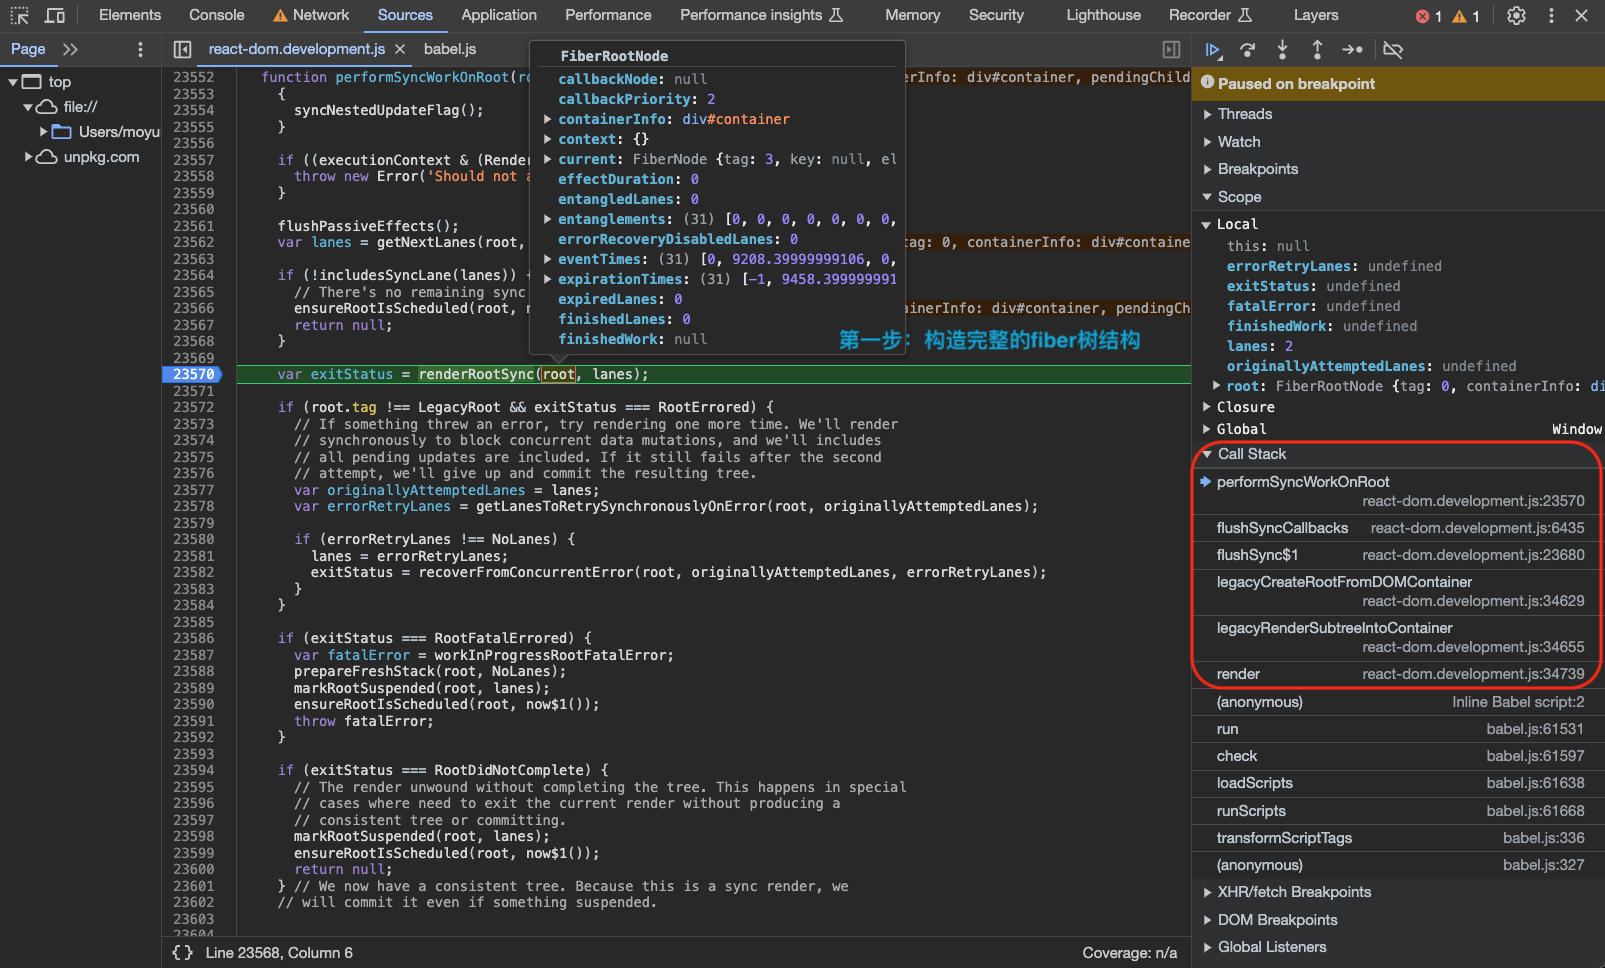 Elements Console Network Sources Application Performance Performance insights Memory Security Lighthouse Recorder Layers 1 1
Page react-dom.development.js babel.js
top
file://
Users/moyu
unpkg.com
FiberRootNode
callbackNode: null
callbackPriority: 2
containerInfo: div#container
context: {}
current: FiberNode {tag: 3, key: null, el
effectDuration: 0
entangledLanes: 0
entanglements: (31) [0, 0, 0, 0, 0, 0, 0,
errorRecoveryDisabledLanes: 0
eventTimes: (31) [0, 9208.39999999106, 0,
expirationTimes: (31) [-1, 9458.3999999991
expiredLanes: 0
finishedLanes: 0
finishedWork: null
第一步：构造完整的fiber树结构
23552 function performSyncWorkOnRoot(ro erInfo: div#container, pendingChild
23553 {
23554 syncNestedUpdateFlag();
23555 }
23556
23557 if ((executionContext & (Render
23558 throw new Error('Should not a
23559 }
23560
23561 flushPassiveEffects();
23562 var lanes = getNextLanes(root, tag: 0, containerInfo: div#containe
23563
23564 if (!includesSyncLane(lanes)) {
23565 // There's no remaining sync
23566 ensureRootIsScheduled(root, n ainerInfo: div#container, pendingCh
23567 return null;
23568 }
23569
23570 var exitStatus = renderRootSync(root, lanes);
23571
23572 if (root.tag !== LegacyRoot && exitStatus === RootErrored) {
23573 // If something threw an error, try rendering one more time. We'll render
23574 // synchronously to block concurrent data mutations, and we'll includes
23575 // all pending updates are included. If it still fails after the second
23576 // attempt, we'll give up and commit the resulting tree.
23577 var originallyAttemptedLanes = lanes;
23578 var errorRetryLanes = getLanesToRetrySynchronouslyOnError(root, originallyAttemptedLanes);
23579
23580 if (errorRetryLanes !== NoLanes) {
23581 lanes = errorRetryLanes;
23582 exitStatus = recoverFromConcurrentError(root, originallyAttemptedLanes, errorRetryLanes);
23583 }
23584 }
23585
23586 if (exitStatus === RootFatalErrored) {
23587 var fatalError = workInProgressRootFatalError;
23588 prepareFreshStack(root, NoLanes);
23589 markRootSuspended(root, lanes);
23590 ensureRootIsScheduled(root, now$1());
23591 throw fatalError;
23592 }
23593
23594 if (exitStatus === RootDidNotComplete) {
23595 // The render unwound without completing the tree. This happens in special
23596 // cases where need to exit the current render without producing a
23597 // consistent tree or committing.
23598 markRootSuspended(root, lanes);
23599 ensureRootIsScheduled(root, now$1());
23600 return null;
23601 } // We now have a consistent tree. Because this is a sync render, we
23602 // will commit it even if something suspended.
23603
23604
{} Line 23568, Column 6 Coverage: n/a
Paused on breakpoint
Threads
Watch
Breakpoints
Scope
Local
this: null
errorRetryLanes: undefined
exitStatus: undefined
fatalError: undefined
finishedWork: undefined
lanes: 2
originallyAttemptedLanes: undefined
root: FiberRootNode {tag: 0, containerInfo: di
Closure
Global Window
Call Stack
performSyncWorkOnRoot
react-dom.development.js:23570
flushSyncCallbacks react-dom.development.js:6435
flushSync$1 react-dom.development.js:23680
legacyCreateRootFromDOMContainer
react-dom.development.js:34629
legacyRenderSubtreeIntoContainer
react-dom.development.js:34655
render react-dom.development.js:34739
(anonymous) Inline Babel script:2
run babel.js:61531
check babel.js:61597
loadScripts babel.js:61638
runScripts babel.js:61668
transformScriptTags babel.js:336
(anonymous) babel.js:327
XHR/fetch Breakpoints
DOM Breakpoints
Global Listeners